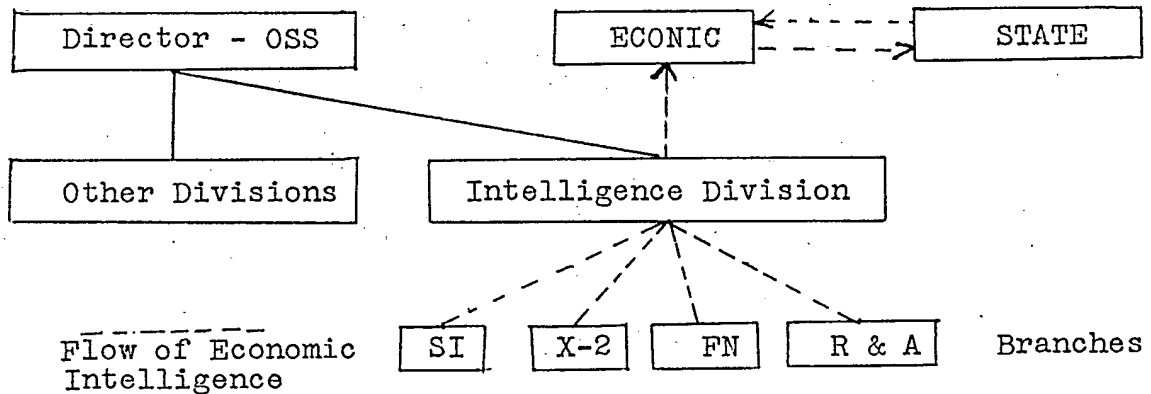 Director - OSS
ECONIC
STATE
Other Divisions
Intelligence Division
SI
X-2
FN
R & A
Branches
Flow of Economic
Intelligence